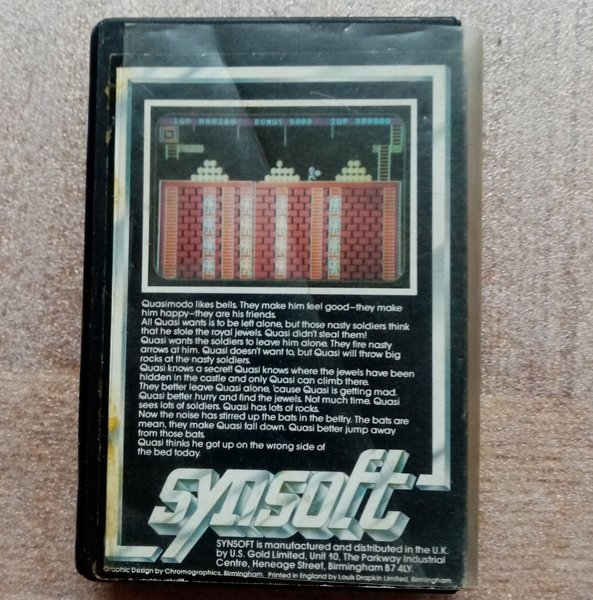 1UP 000200 BONUS 5000 2UP 000000
Quasimodo likes bells. They make him feel good—they make
him happy—they are his friends.
All Quasi wants is to be left alone, but those nasty soldiers think
that he stole the royal jewels. Quasi didn't steal them!
Quasi wants the soldiers to leave him alone. They fire nasty
arrows at him. Quasi doesn't want to, but Quasi will throw big
rocks at the nasty soldiers.
Quasi knows a secret! Quasi knows where the jewels have been
hidden in the castle and only Quasi can climb there.
They better leave Quasi alone, 'cause Quasi is getting mad.
Quasi better hurry and find the jewels. Not much time. Quasi
sees lots of soldiers. Quasi has lots of rocks.
Now the noise has stirred up the bats in the belfry. The bats are
mean, they make Quasi fall down. Quasi better jump away
from those bats.
Quasi thinks he got up on the wrong side of
the bed today.
synsoft
SYNSOFT is manufactured and distributed in the U.K.
by U.S. Gold Limited, Unit 10, The Parkway Industrial
Centre, Heneage Street, Birmingham B7 4LY.
Graphic Design by Chromagraphics, Birmingham. Printed in England by Louis Drapkin Limited, Birmingham.